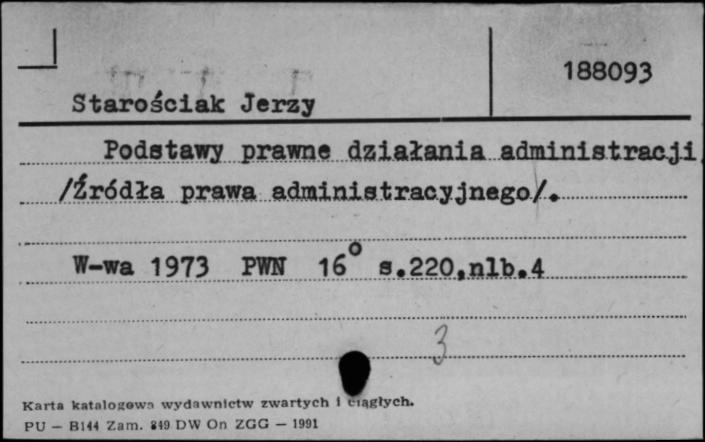 188093
Starościak Jerzy
Podstawy prawne działania administracji
/Źródła prawa administracyjnego/.
W-wa 1973 PWN 16° s.220,nlb.4
3
Karta katalogowa wydawnictw zwartych i ciągłych.
PU — B144 Zam. 849 DW On ZGG — 1991